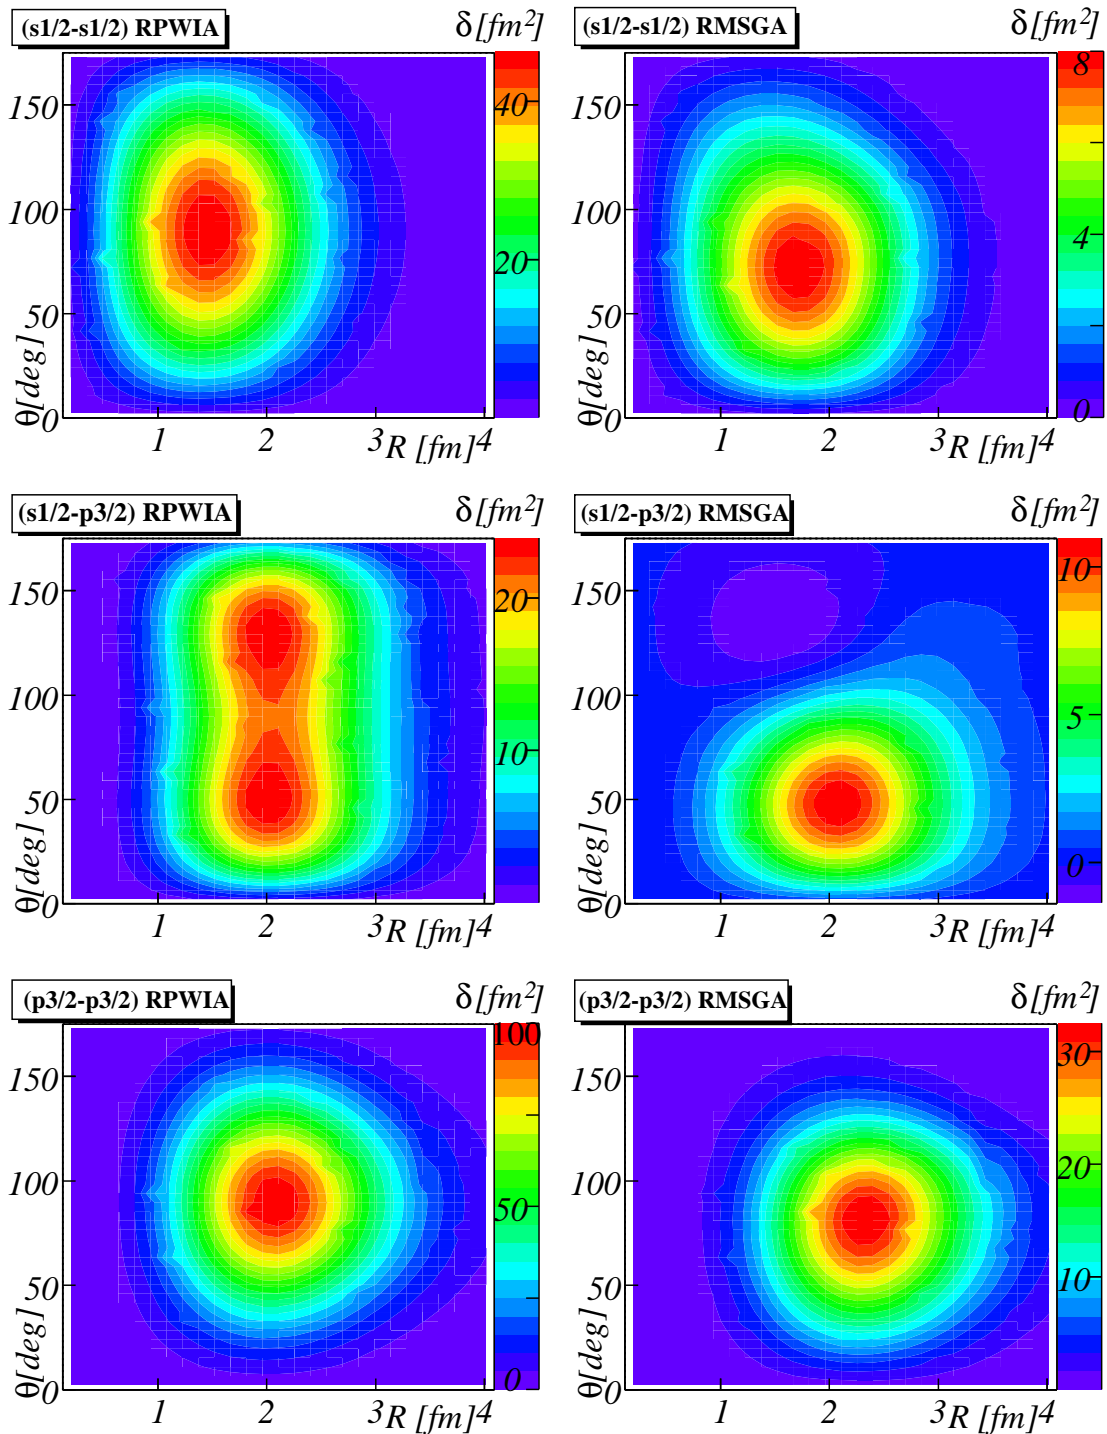 (s1/2-s1/2) RPWIA
δ[fm²]
40
20
150
100
50
0
θ[deg]
1 2 3 R [fm] 4
(s1/2-s1/2) RMSGA
δ[fm²]
8
4
0
150
100
50
0
θ[deg]
1 2 3 R [fm] 4
(s1/2-p3/2) RPWIA
δ[fm²]
20
10
150
100
50
0
θ[deg]
1 2 3 R [fm] 4
(s1/2-p3/2) RMSGA
δ[fm²]
10
5
0
150
100
50
0
θ[deg]
1 2 3 R [fm] 4
(p3/2-p3/2) RPWIA
δ[fm²]
100
50
0
150
100
50
0
θ[deg]
1 2 3 R [fm] 4
(p3/2-p3/2) RMSGA
δ[fm²]
30
20
10
150
100
50
0
θ[deg]
1 2 3 R [fm] 4